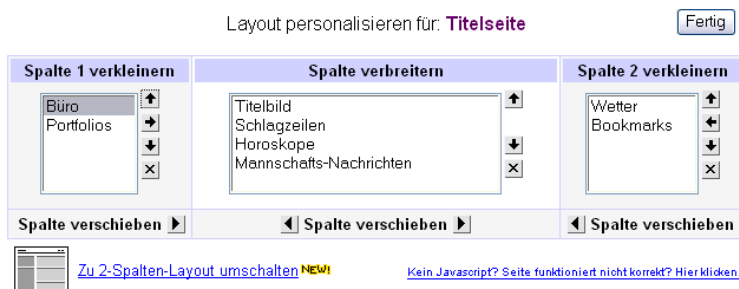 Layout personalisieren für: Titelseite
Fertig
Spalte 1 verkleinern
Spalte verbreitern
Spalte 2 verkleinern
Büro
Portfolios
Titelbild
Schlagzeilen
Horoskope
Mannschafts-Nachrichten
Wetter
Bookmarks
Spalte verschieben
Spalte verschieben
Spalte verschieben
Zu 2-Spalten-Layout umschalten NEW!
Kein Javascript? Seite funktioniert nicht korrekt? Hier klicken.